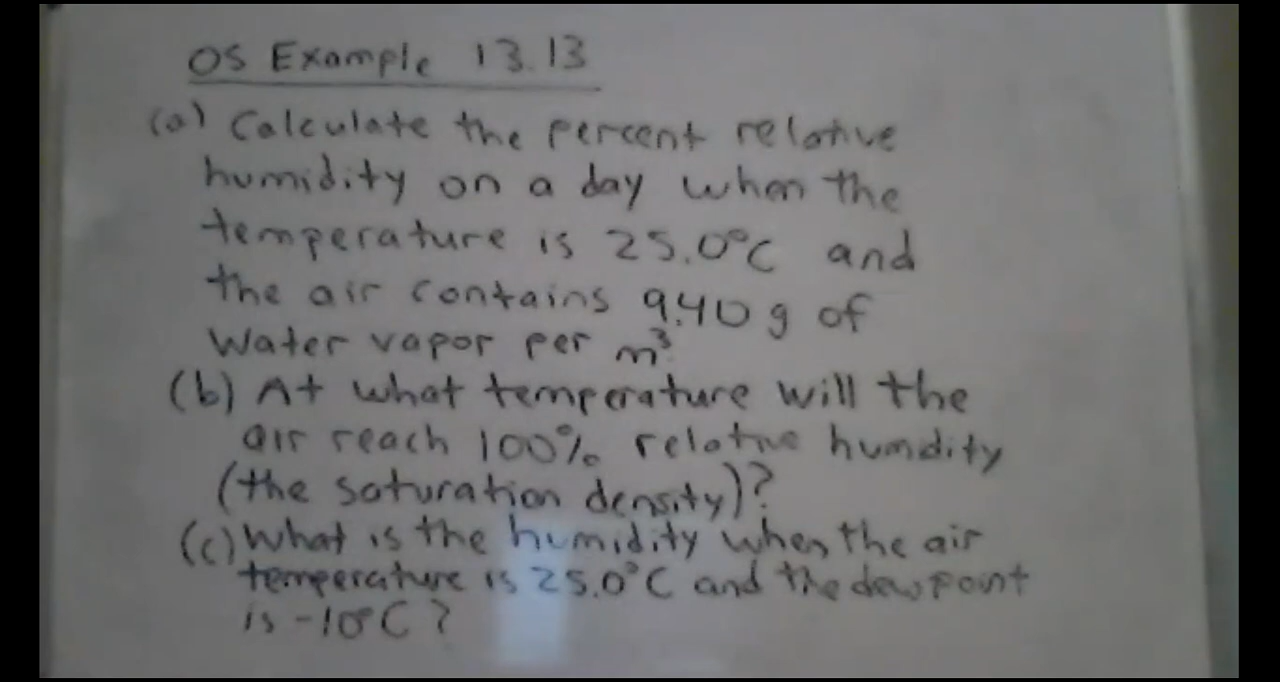 OS Example 13.13
(a) Calculate the percent relative
humidity on a day when the
temperature is 25.0°C and
the air contains 9.40 g of
water vapor per m³.
(b) At what temperature will the
air reach 100% relative humidity
(the saturation density)?
(c) What is the humidity when the air
temperature is 25.0°C and the dew point
is -10°C?